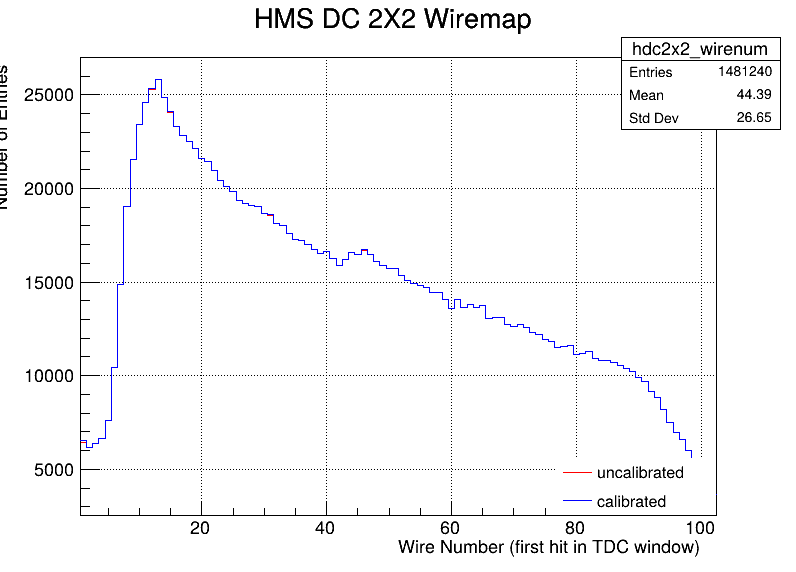 HMS DC 2X2 Wiremap
hdc2x2_wirenum
Entries 1481240
Mean 44.39
Std Dev 26.65
Number of Entries
25000
20000
15000
10000
5000
uncalibrated
calibrated
20 40 60 80 100
Wire Number (first hit in TDC window)